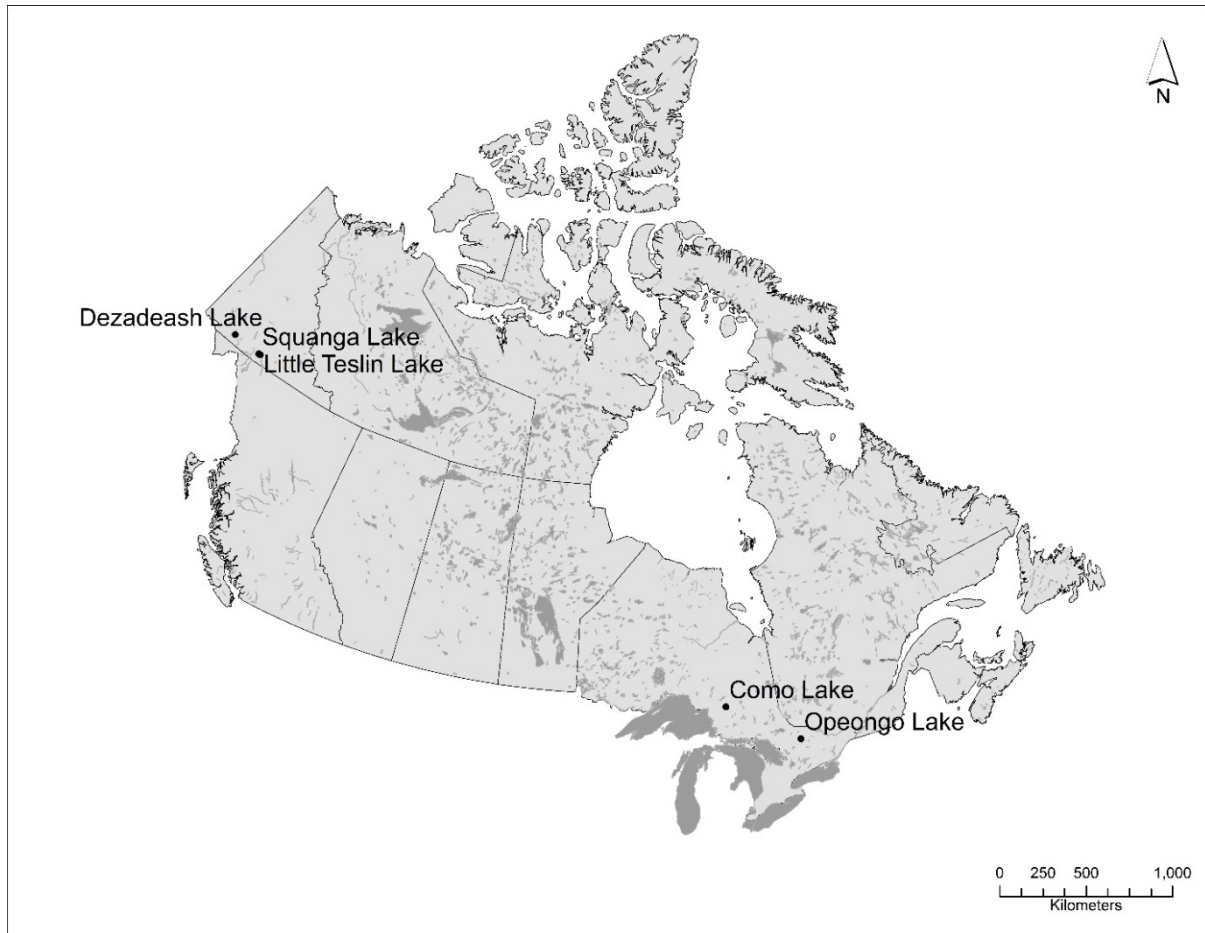 N
Dezadeash Lake
Squanga Lake
Little Teslin Lake
Como Lake
Opeongo Lake
0 250 500 1,000
Kilometers